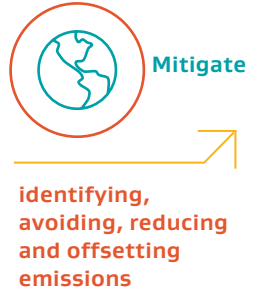 Mitigate
identifying,
avoiding, reducing
and offsetting
emissions